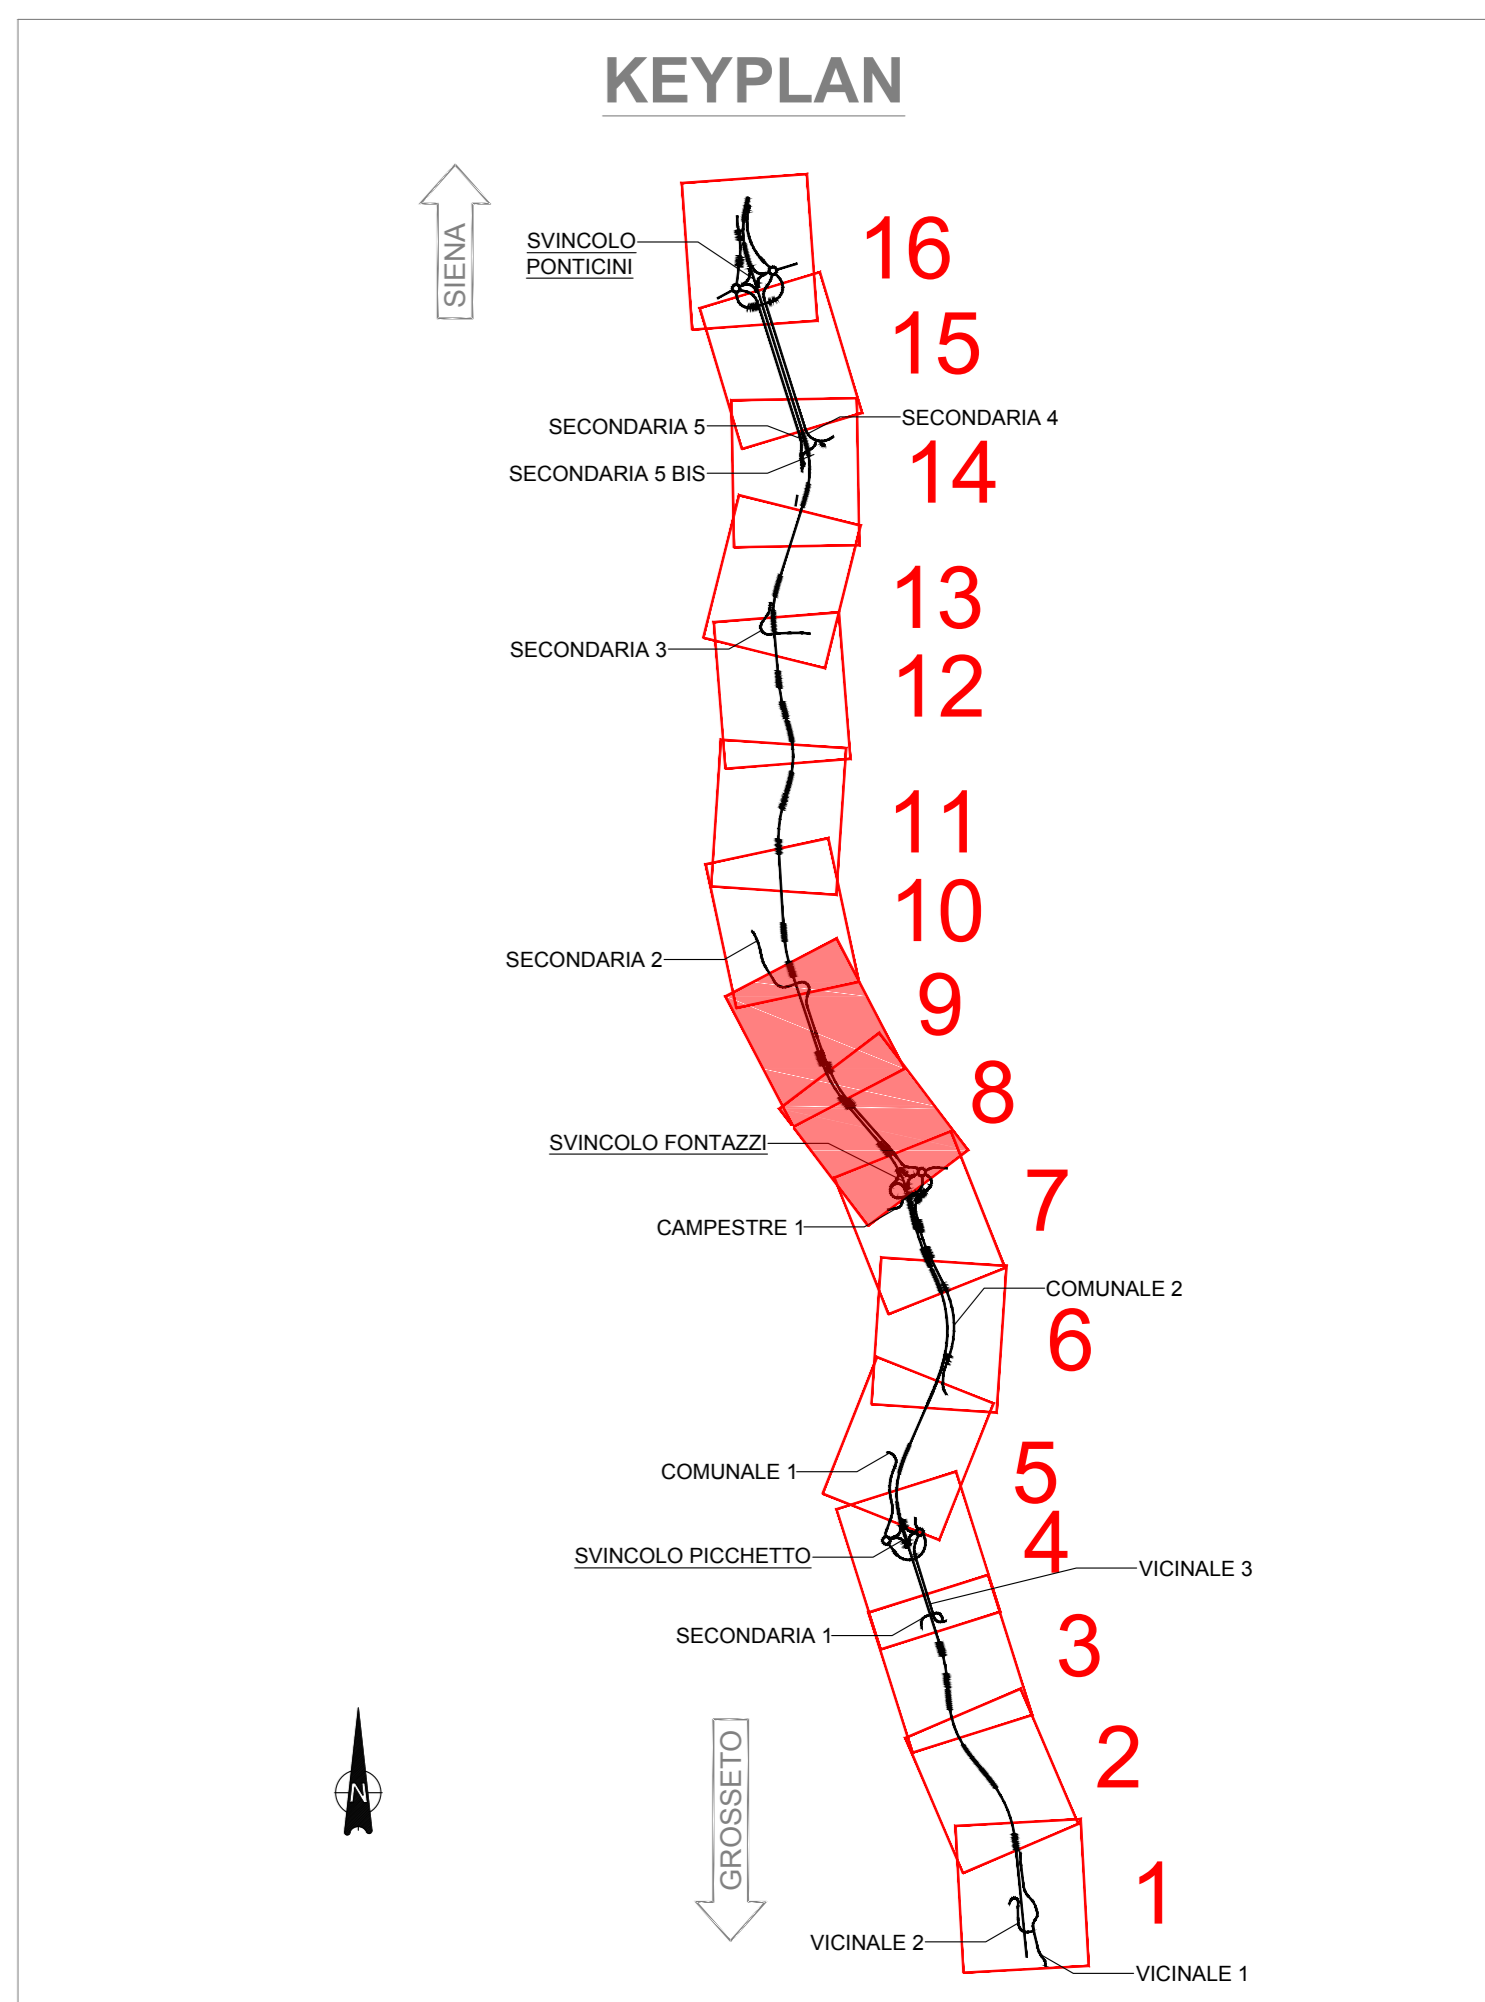 KEYPLAN
SIENA
SVINCOLO
PONTICINI
16
15
SECONDARIA 4
SECONDARIA 5
14
SECONDARIA 5 BIS
13
SECONDARIA 3
12
11
10
SECONDARIA 2
9
8
SVINCOLO FONTAZZI
7
CAMPESTRE 1
COMUNALE 2
6
COMUNALE 1
5
4
SVINCOLO PICCHETTO
VICINALE 3
SECONDARIA 1
3
2
N
GROSSETO
1
VICINALE 2
VICINALE 1